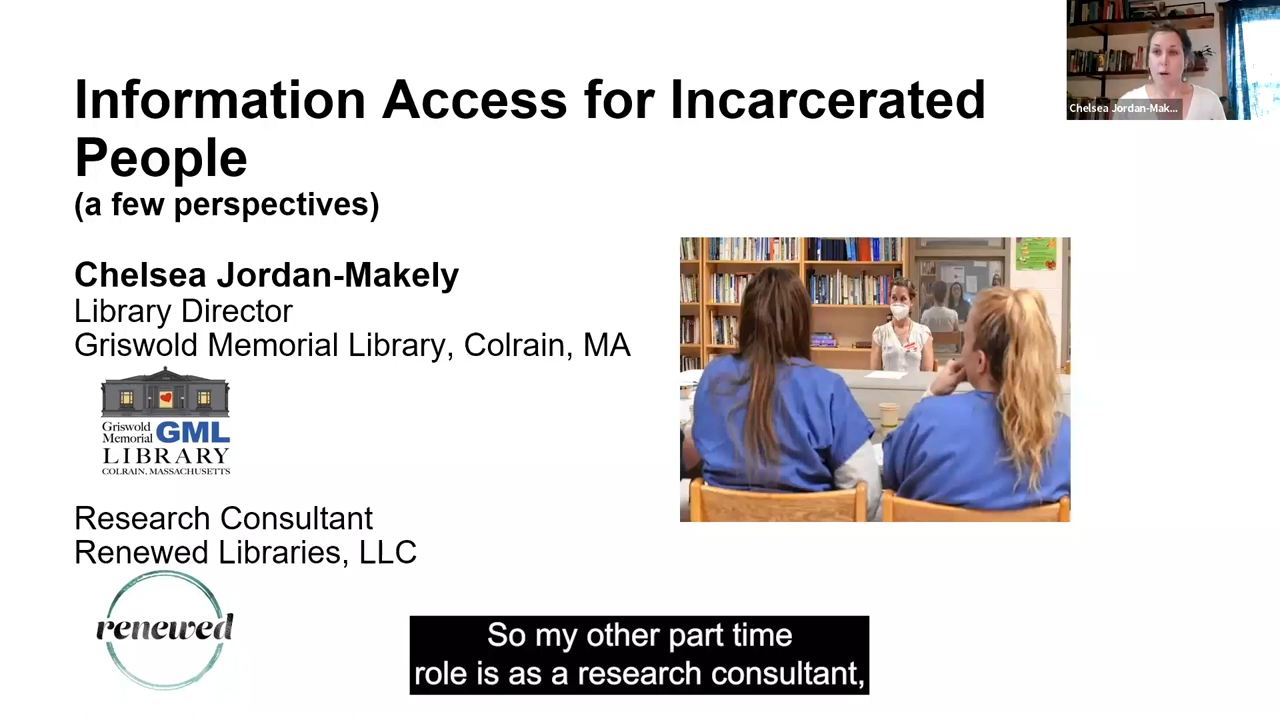 Information Access for Incarcerated
People
(a few perspectives)
Chelsea Jordan-Mak...
Chelsea Jordan-Makely
Library Director
Griswold Memorial Library, Colrain, MA
Griswold
Memorial GML
LIBRARY
COLRAIN, MASSACHUSETTS
Research Consultant
Renewed Libraries, LLC
renewed
So my other part time
role is as a research consultant,